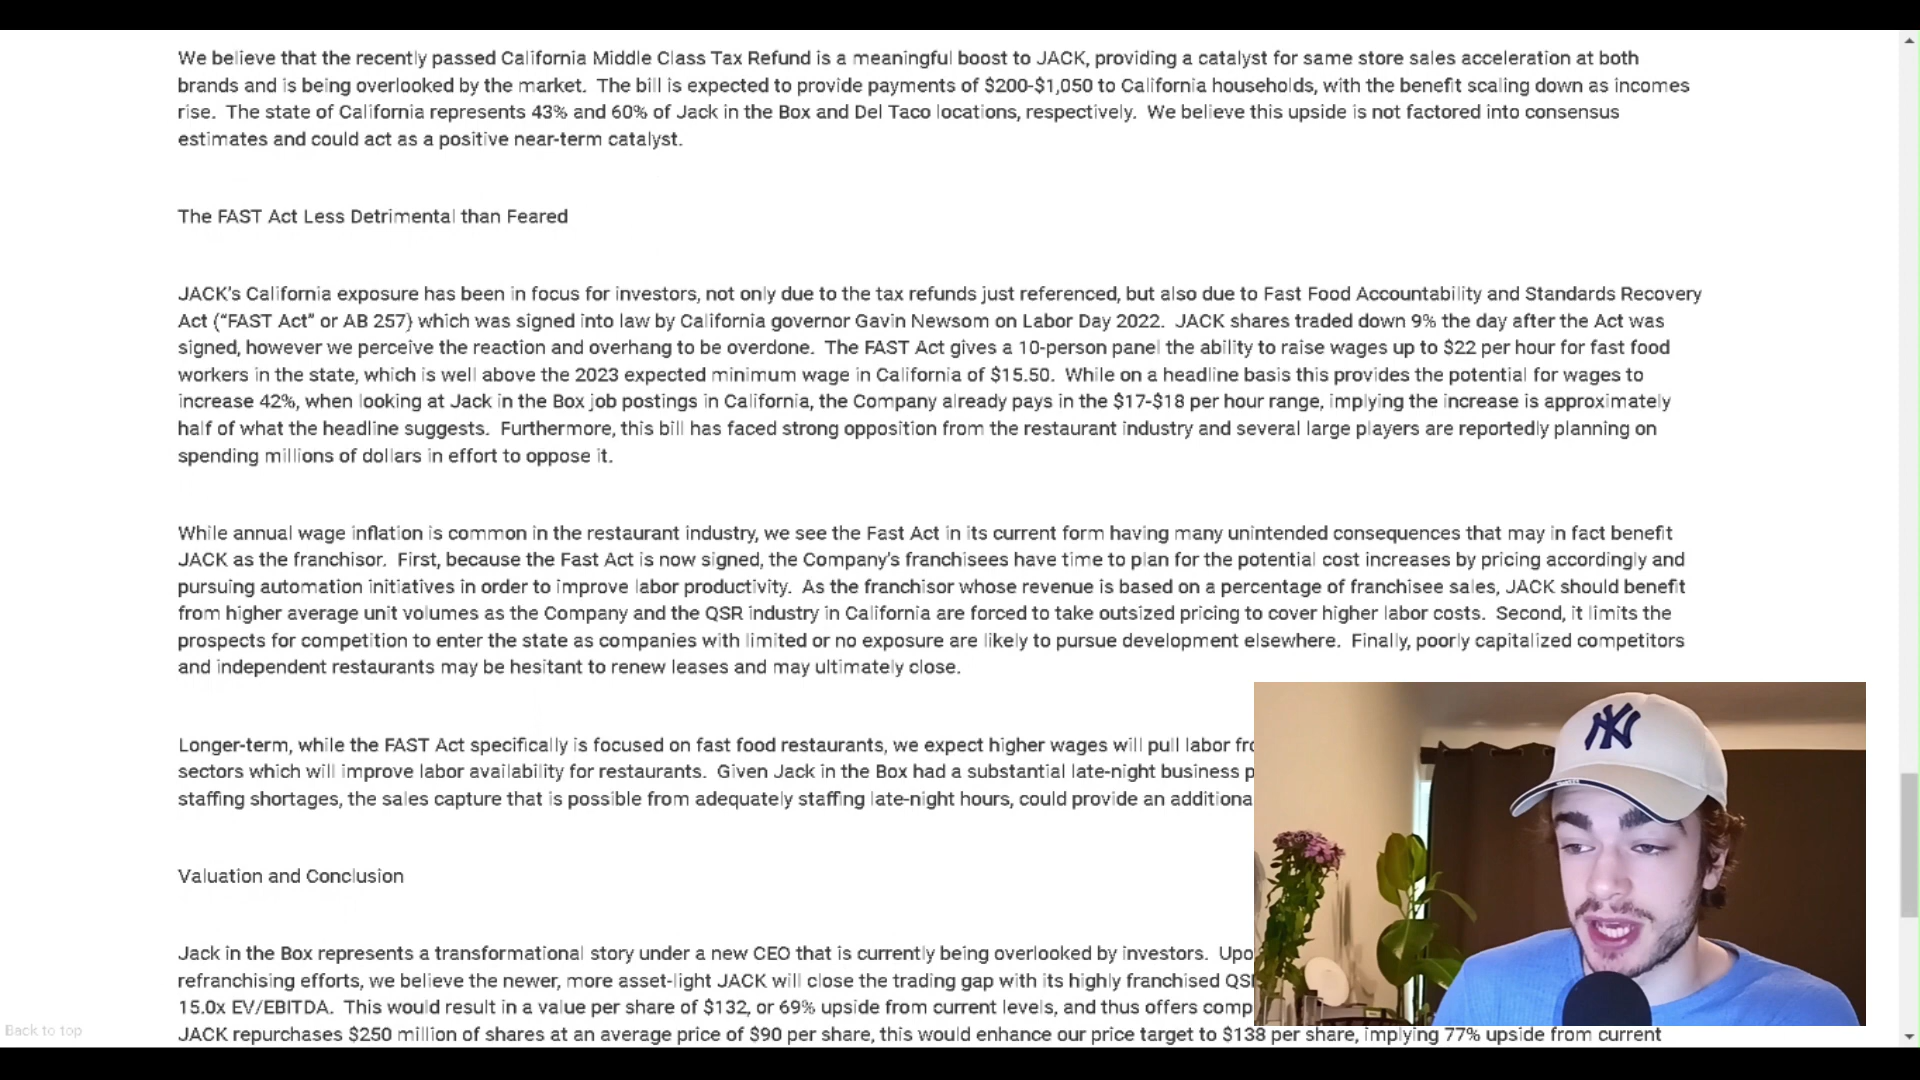 We believe that the recently passed California Middle Class Tax Refund is a meaningful boost to JACK, providing a catalyst for same store sales acceleration at both
brands and is being overlooked by the market.  The bill is expected to provide payments of $200-$1,050 to California households, with the benefit scaling down as incomes
rise.  The state of California represents 43% and 60% of Jack in the Box and Del Taco locations, respectively.  We believe this upside is not factored into consensus
estimates and could act as a positive near-term catalyst.
The FAST Act Less Detrimental than Feared
JACK's California exposure has been in focus for investors, not only due to the tax refunds just referenced, but also due to Fast Food Accountability and Standards Recovery
Act ("FAST Act" or AB 257) which was signed into law by California governor Gavin Newsom on Labor Day 2022.  JACK shares traded down 9% the day after the Act was
signed, however we perceive the reaction and overhang to be overdone.  The FAST Act gives a 10-person panel the ability to raise wages up to $22 per hour for fast food
workers in the state, which is well above the 2023 expected minimum wage in California of $15.50.  While on a headline basis this provides the potential for wages to
increase 42%, when looking at Jack in the Box job postings in California, the Company already pays in the $17-$18 per hour range, implying the increase is approximately
half of what the headline suggests.  Furthermore, this bill has faced strong opposition from the restaurant industry and several large players are reportedly planning on
spending millions of dollars in effort to oppose it.
While annual wage inflation is common in the restaurant industry, we see the Fast Act in its current form having many unintended consequences that may in fact benefit
JACK as the franchisor.  First, because the Fast Act is now signed, the Company's franchisees have time to plan for the potential cost increases by pricing accordingly and
pursuing automation initiatives in order to improve labor productivity.  As the franchisor whose revenue is based on a percentage of franchisee sales, JACK should benefit
from higher average unit volumes as the Company and the QSR industry in California are forced to take outsized pricing to cover higher labor costs.  Second, it limits the
prospects for competition to enter the state as companies with limited or no exposure are likely to pursue development elsewhere.  Finally, poorly capitalized competitors
and independent restaurants may be hesitant to renew leases and may ultimately close.
Longer-term, while the FAST Act specifically is focused on fast food restaurants, we expect higher wages will pull labor
sectors which will improve labor availability for restaurants.  Given Jack in the Box had a substantial late-night business
staffing shortages, the sales capture that is possible from adequately staffing late-night hours, could provide an
Valuation and Conclusion
Jack in the Box represents a transformational story under a new CEO that is currently being overlooked by investors.
refranchising efforts, we believe the newer, more asset-light JACK will close the trading gap with its highly franchised
15.0x EV/EBITDA.  This would result in a value per share of $132, or 69% upside from current levels, and thus offers
JACK repurchases $250 million of shares at an average price of $90 per share, this would enhance our price target to $138 per share, implying 77% upside from current
Back to top
NY